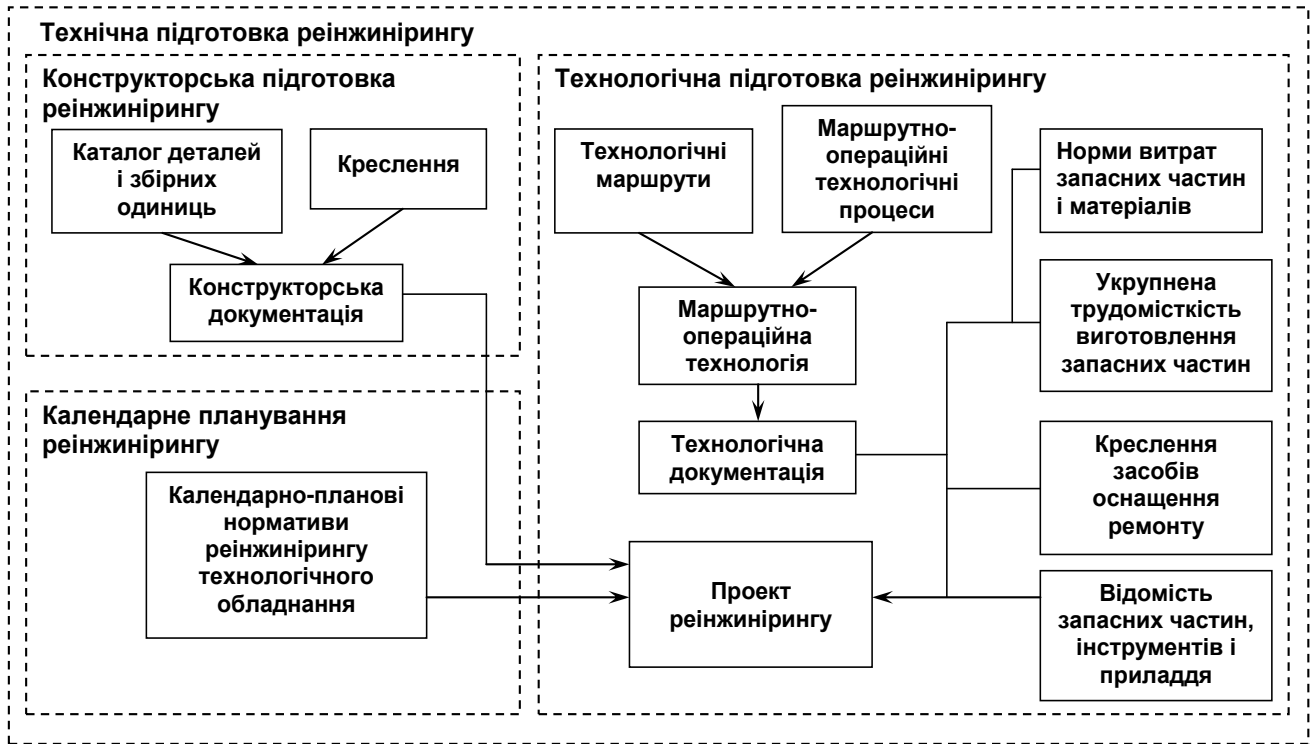 Технічна підготовка реінжинірингу
Конструкторська підготовка
реінжинірингу
Каталог деталей
і збірних
одиниць
Креслення
Конструкторська
документація
Календарне планування
реінжинірингу
Календарно-планові
нормативи
реінжинірингу
технологічного
обладнання
Технологічна підготовка реінжинірингу
Технологічні
маршрути
Маршрутно-
операційні
технологічні
процеси
Маршрутно-
операційна
технологія
Технологічна
документація
Проект
реінжинірингу
Норми витрат
запасних частин
і матеріалів
Укрупнена
трудомісткість
виготовлення
запасних частин
Креслення
засобів
оснащення
ремонту
Відомість
запасних частин,
інструментів і
приладдя